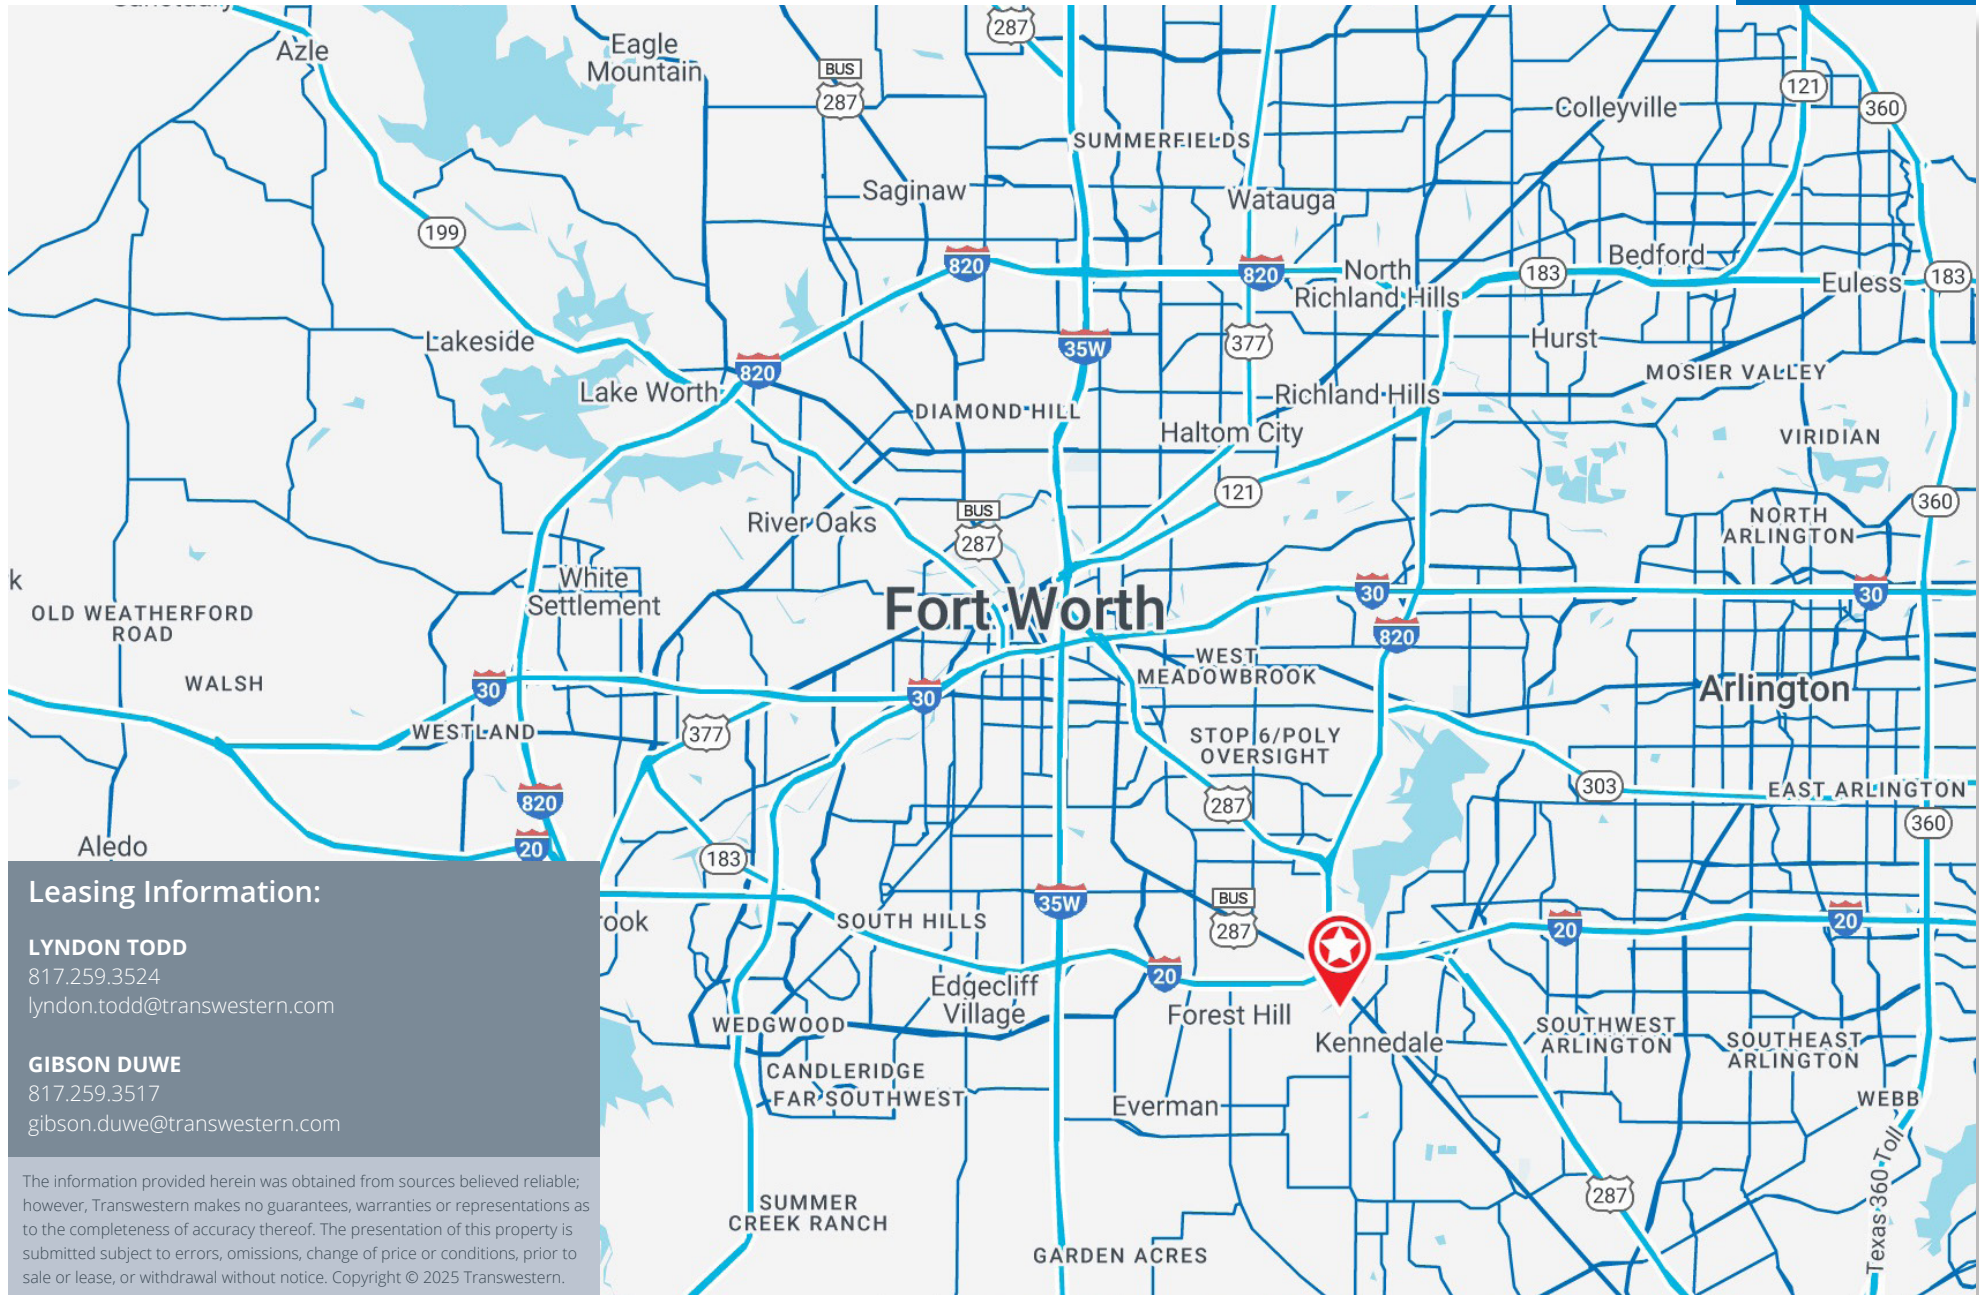 Azle
Eagle
Mountain
287
BUS
287
121
360
Colleyville
SUMMERFIELDS
Saginaw
Watauga
199
820
820
North
Richland Hills
183
Bedford
Euless
183
Lakeside
35W
377
Hurst
820
Lake Worth
MOSIER VALLEY
Richland Hills
DIAMOND HILL
Haltom City
VIRIDIAN
121
360
River Oaks
BUS
287
NORTH
ARLINGTON
k
White
Settlement
OLD WEATHERFORD
ROAD
Fort Worth
30
30
820
WALSH
30
30
WEST
MEADOWBROOK
Arlington
WESTLAND
377
STOP 6/POLY
OVERSIGHT
820
287
303
EAST ARLINGTON
360
Aledo
20
183
Leasing Information:
LYNDON TODD
817.259.3524
lyndon.todd@transwestern.com
GIBSON DUWE
817.259.3517
gibson.duwe@transwestern.com
The information provided herein was obtained from sources believed reliable;
however, Transwestern makes no guarantees, warranties or representations as
to the completeness of accuracy thereof. The presentation of this property is
submitted subject to errors, omissions, change of price or conditions, prior to
sale or lease, or withdrawal without notice. Copyright © 2025 Transwestern.
rook
SOUTH HILLS
35W
BUS
287
20
20
Edgecliff
Village
20
Forest Hill
Kennedale
WEDGWOOD
SOUTHWEST
ARLINGTON
SOUTHEAST
ARLINGTON
CANDLERIDGE
FAR SOUTHWEST
Everman
WEBB
SUMMER
CREEK RANCH
287
Texas 360 Toll
GARDEN ACRES